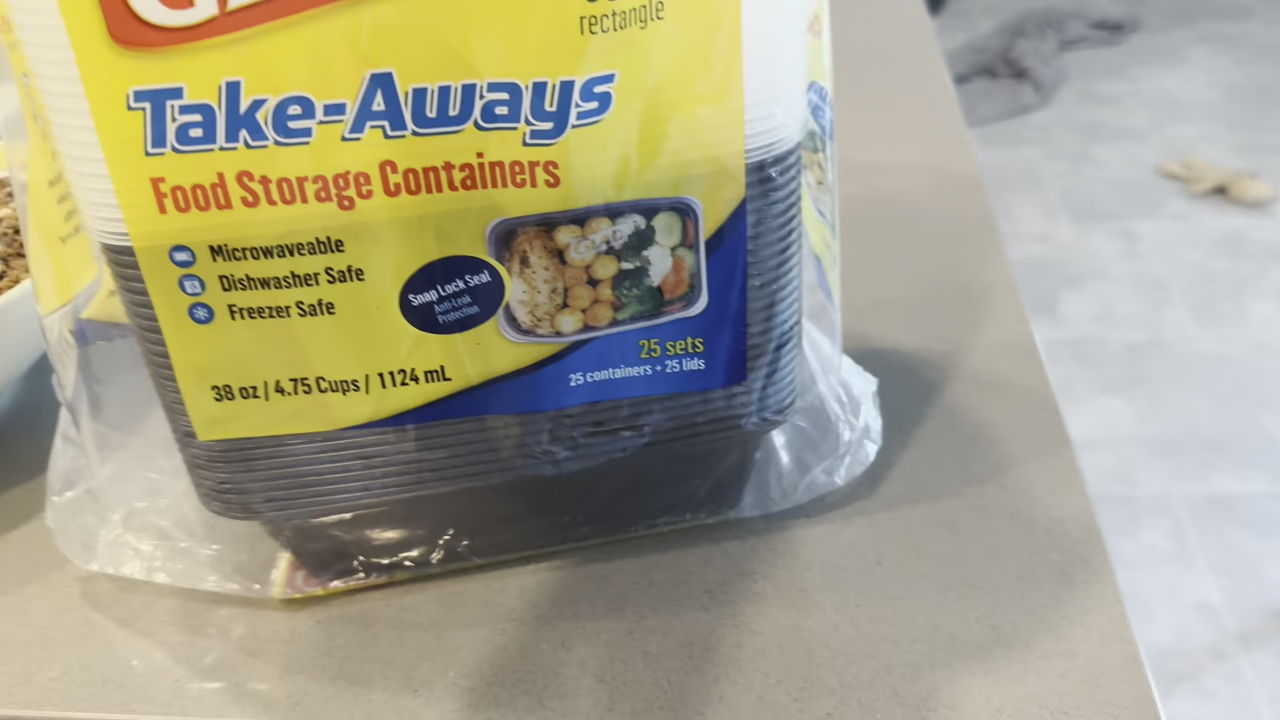 rectangle
Take-Aways
Food Storage Containers
Microwaveable
Dishwasher Safe
Freezer Safe
Snap Lock Seal
Anti-Leak
Protection
25 sets
25 containers + 25 lids
38 oz / 4.75 Cups / 1124 mL